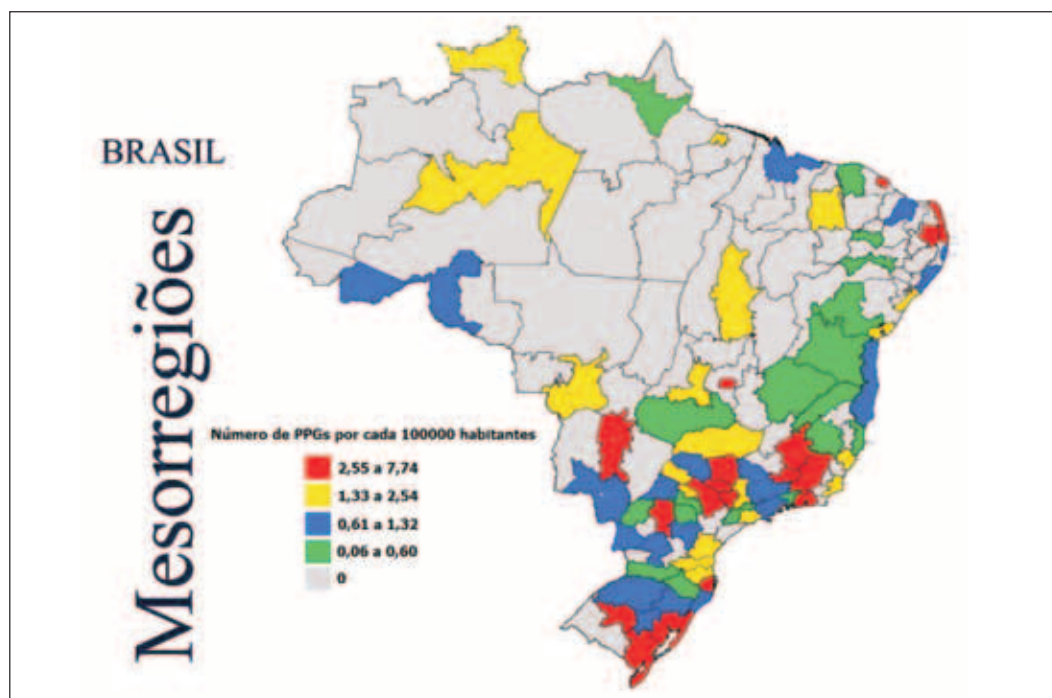 BRASIL
Mesorregiões
Número de PPGs por cada 100000 habitantes
2,55 a 7,74
1,33 a 2,54
0,61 a 1,32
0,06 a 0,60
0